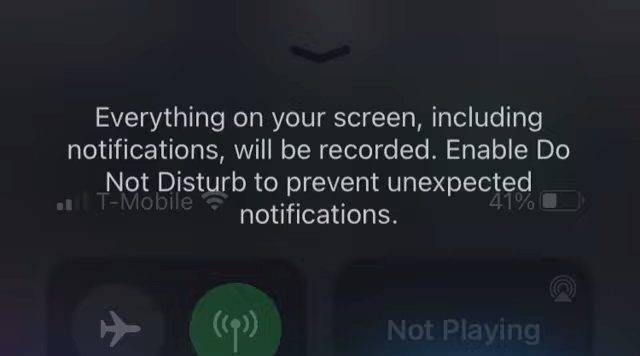 Everything on your screen, including
notifications, will be recorded. Enable Do
Not Disturb to prevent unexpected
T-Mobile 41%
notifications.
Not Playing